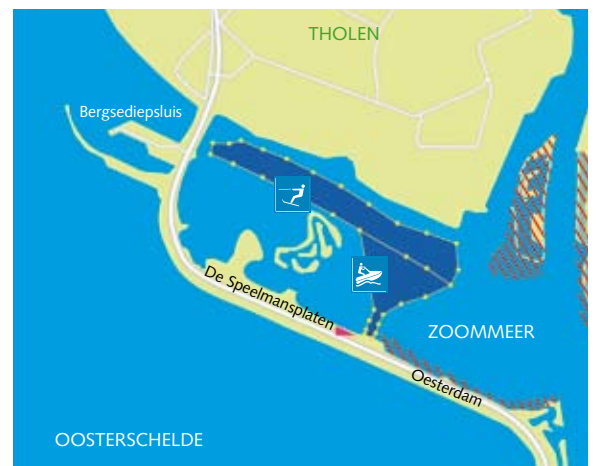 THOLEN
Bergsediepsluis
De Speelmansplaten
ZOOMMEER
Oesterdam
OOSTERSCHELDE